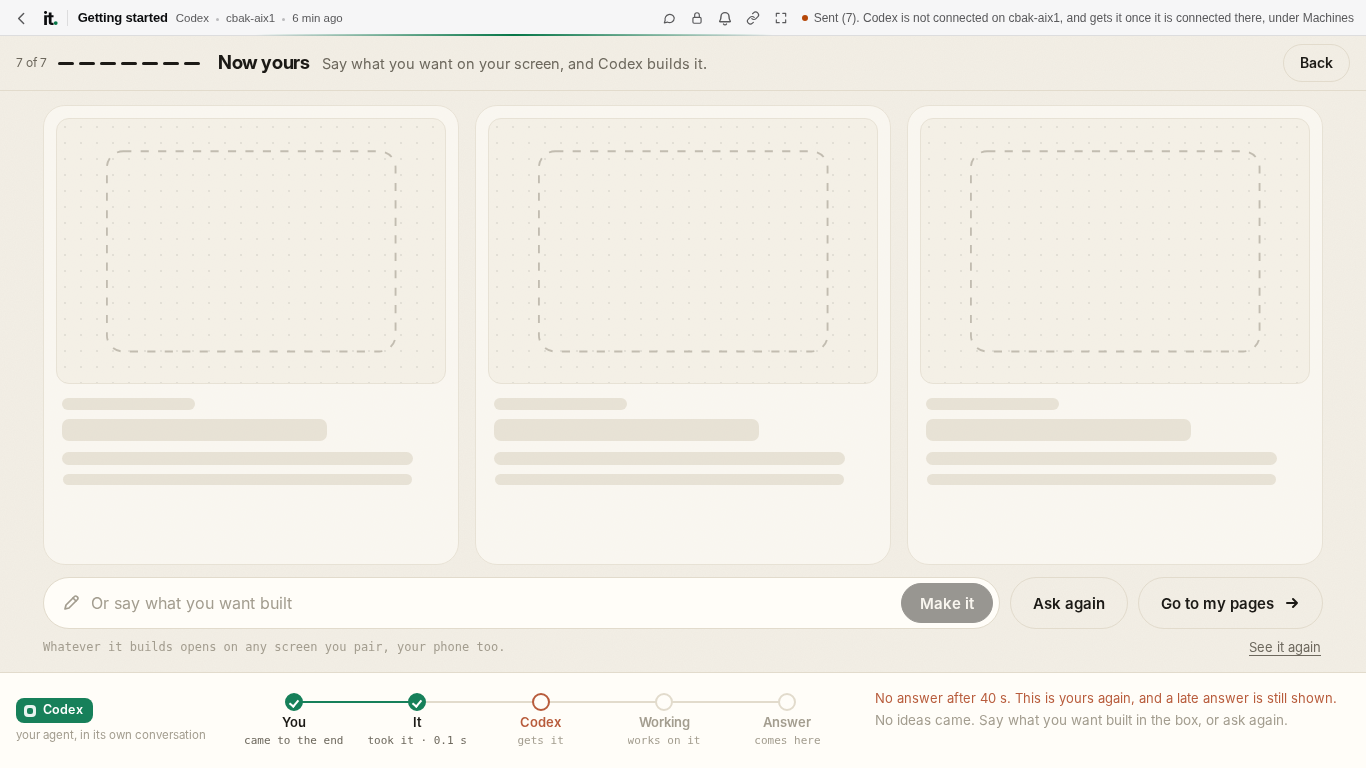 it.
Getting started Codex • cbak-aix1 • 6 min ago
Sent (7). Codex is not connected on cbak-aix1, and gets it once it is connected there, under Machines
7 of 7
Now yours Say what you want on your screen, and Codex builds it.
Back
Or say what you want built
Make it
Ask again
Go to my pages →
Whatever it builds opens on any screen you pair, your phone too.
See it again
Codex
your agent, in its own conversation
You
came to the end
It
took it · 0.1 s
Codex
gets it
Working
works on it
Answer
comes here
No answer after 40 s. This is yours again, and a late answer is still shown.
No ideas came. Say what you want built in the box, or ask again.